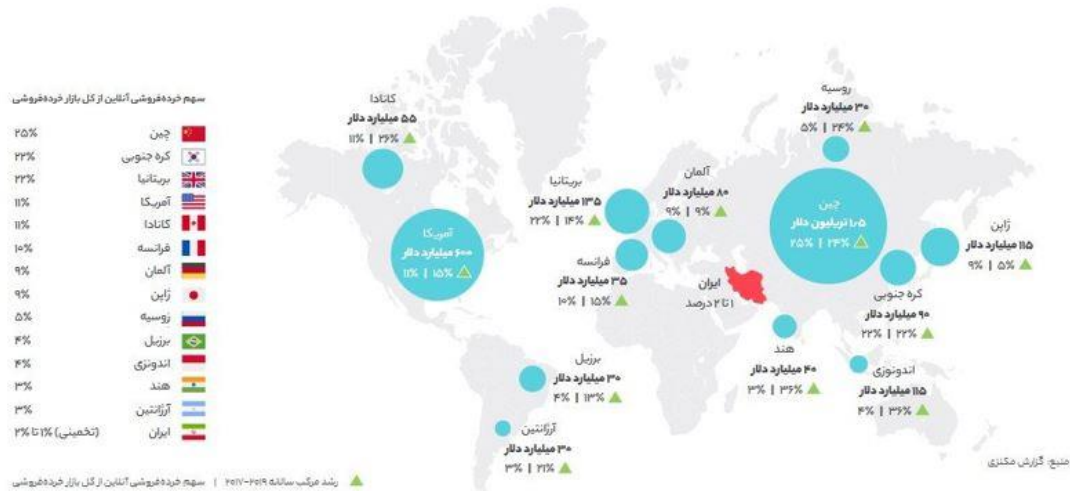 سهم خرده‌فروشی آنلاین از کل بازار خرده‌فروشی
چین ۲۵%
کره جنوبی ۲۲%
بریتانیا ۲۲%
آمریکا ۱۱%
کانادا ۱۱%
فرانسه ۱۰%
آلمان ۹%
ژاپن ۹%
روسیه ۵%
برزیل ۴%
اندونزی ۴%
هند ۳%
آرژانتین ۳%
ایران (تخمینی) ۱% تا ۲%
کانادا
۵۵ میلیارد دلار
۱۱% | ۲۶%
آمریکا
۶۰۰ میلیارد دلار
۱۱% | ۱۵%
روسیه
۳۰ میلیارد دلار
۵% | ۲۴%
آلمان
۸۰ میلیارد دلار
۹% | ۹%
بریتانیا
۱۳۵ میلیارد دلار
۲۲% | ۱۴%
فرانسه
۳۵ میلیارد دلار
۱۰% | ۱۵%
چین
۱٫۵ تریلیون دلار
۲۵% | ۲۴%
ژاپن
۱۱۵ میلیارد دلار
۹% | ۵%
کره جنوبی
۹۰ میلیارد دلار
۲۲% | ۲۲%
ایران
۱ تا ۲ درصد
هند
۴۰ میلیارد دلار
۳% | ۳۶%
اندونوزی
۱۱۵ میلیارد دلار
۴% | ۳۶%
برزیل
۳۰ میلیارد دلار
۴% | ۱۳%
آرژانتین
۳۰ میلیارد دلار
۳% | ۲۱%
منبع: گزارش مکنزی
رشد مرکب سالانه ۲۰۱۹-۲۰۱۷ | سهم خرده‌فروشی آنلاین از کل بازار خرده‌فروشی